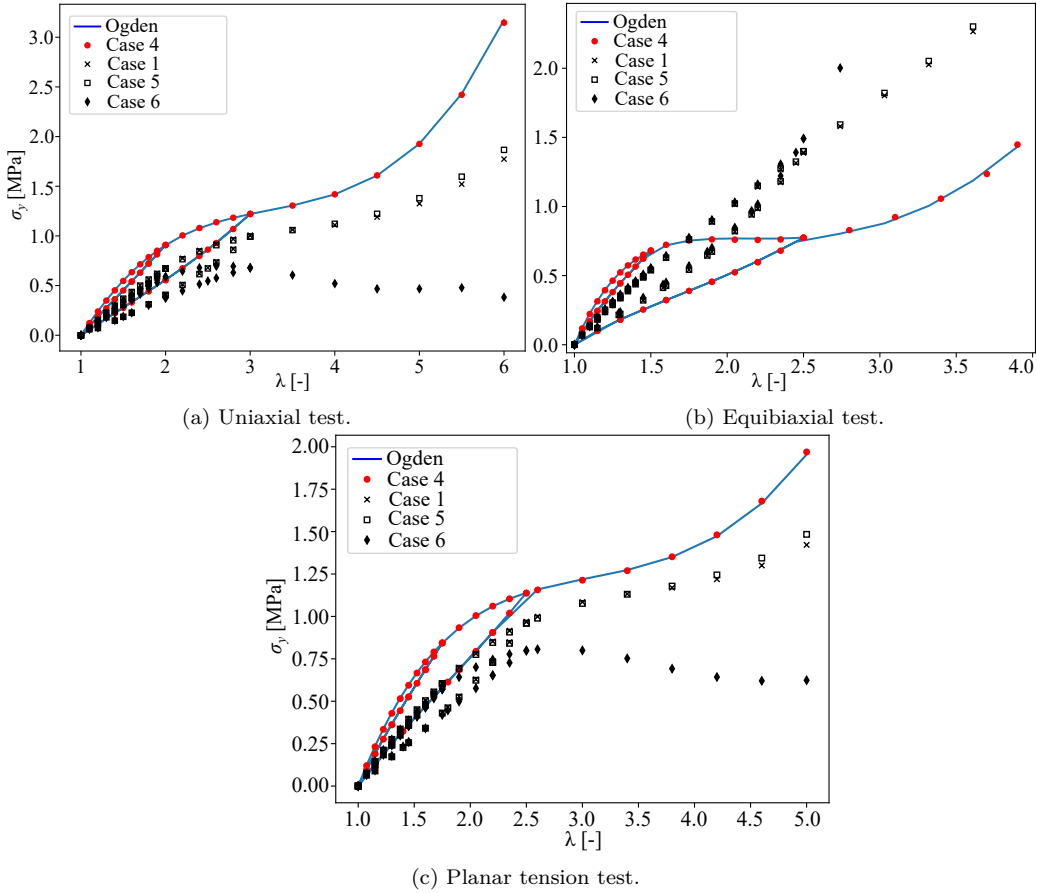 Ogden
Case 4
Case 1
Case 5
Case 6
σy [MPa]
3.0
2.5
2.0
1.5
1.0
0.5
0.0
1 2 3 4 5 6
λ [-]
(a) Uniaxial test.
Ogden
Case 4
Case 1
Case 5
Case 6
2.0
1.5
1.0
0.5
0.0
1.0 1.5 2.0 2.5 3.0 3.5 4.0
λ [-]
(b) Equibiaxial test.
Ogden
Case 4
Case 1
Case 5
Case 6
σy [MPa]
2.00
1.75
1.50
1.25
1.00
0.75
0.50
0.25
0.00
1.0 1.5 2.0 2.5 3.0 3.5 4.0 4.5 5.0
λ [-]
(c) Planar tension test.